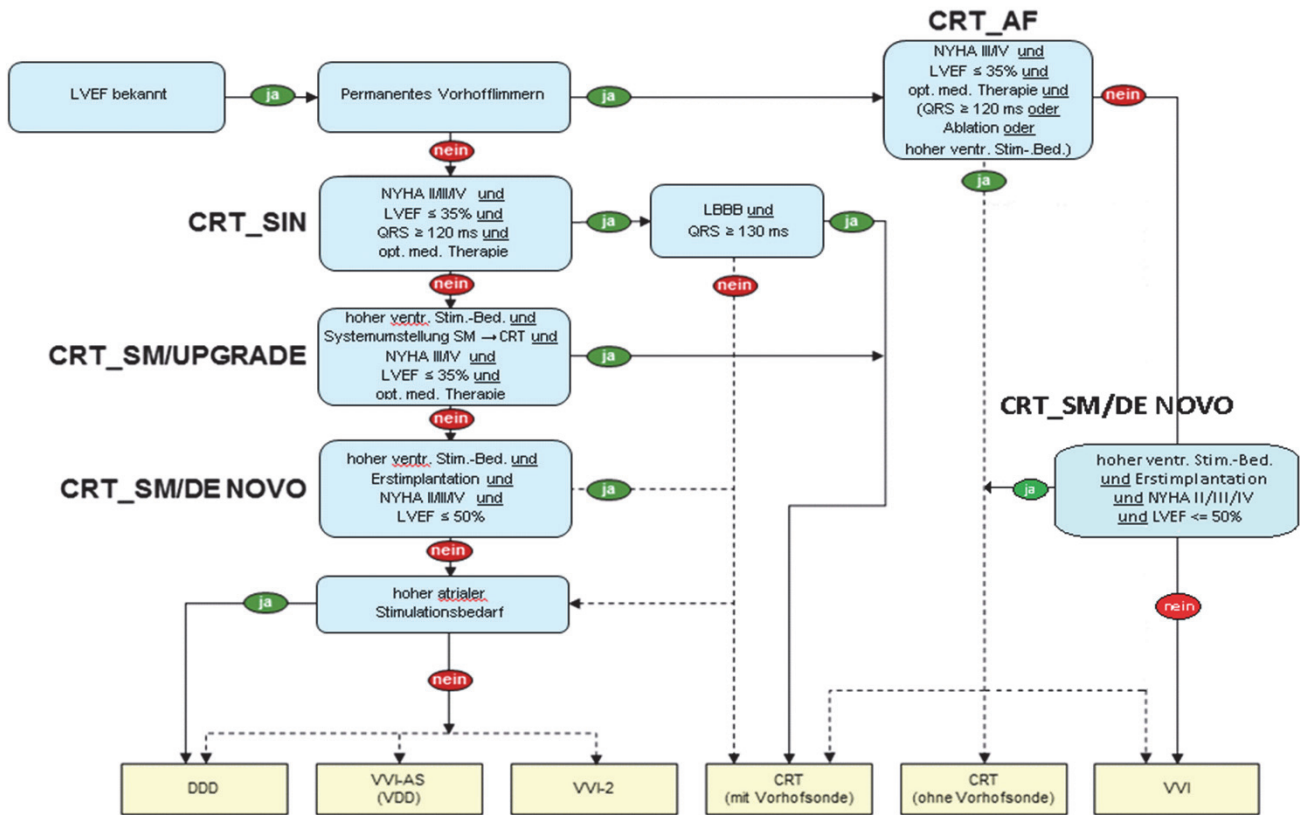 CRT_AF
LVEF bekannt
ja
Permanentes Vorhofflimmern
ja
NYHA III/IV und
LVEF ≤ 35% und
opt. med. Therapie und
(QRS ≥ 120 ms oder
Ablation oder
hoher ventr. Stim-.Bed.)
nein
nein
ja
CRT_SIN
NYHA II/III/IV und
LVEF ≤ 35% und
QRS ≥ 120 ms und
opt. med. Therapie
ja
LBBB und
QRS ≥ 130 ms
ja
nein
nein
CRT_SM/UPGRADE
hoher ventr. Stim.-Bed. und
Systemumstellung SM → CRT und
NYHA III/IV und
LVEF ≤ 35% und
opt. med. Therapie
ja
nein
CRT_SM/DE NOVO
hoher ventr. Stim.-Bed. und
Erstimplantation und
NYHA II/III/IV und
LVEF ≤ 50%
ja
CRT_SM/DE NOVO
ja
hoher ventr. Stim.-Bed.
und Erstimplantation
und NYHA II/III/IV
und LVEF <= 50%
nein
ja
hoher atrialer
Stimulationsbedarf
nein
nein
DDD
VVI-AS
(VDD)
VVI-2
CRT
(mit Vorhofsonde)
CRT
(ohne Vorhofsonde)
VVI